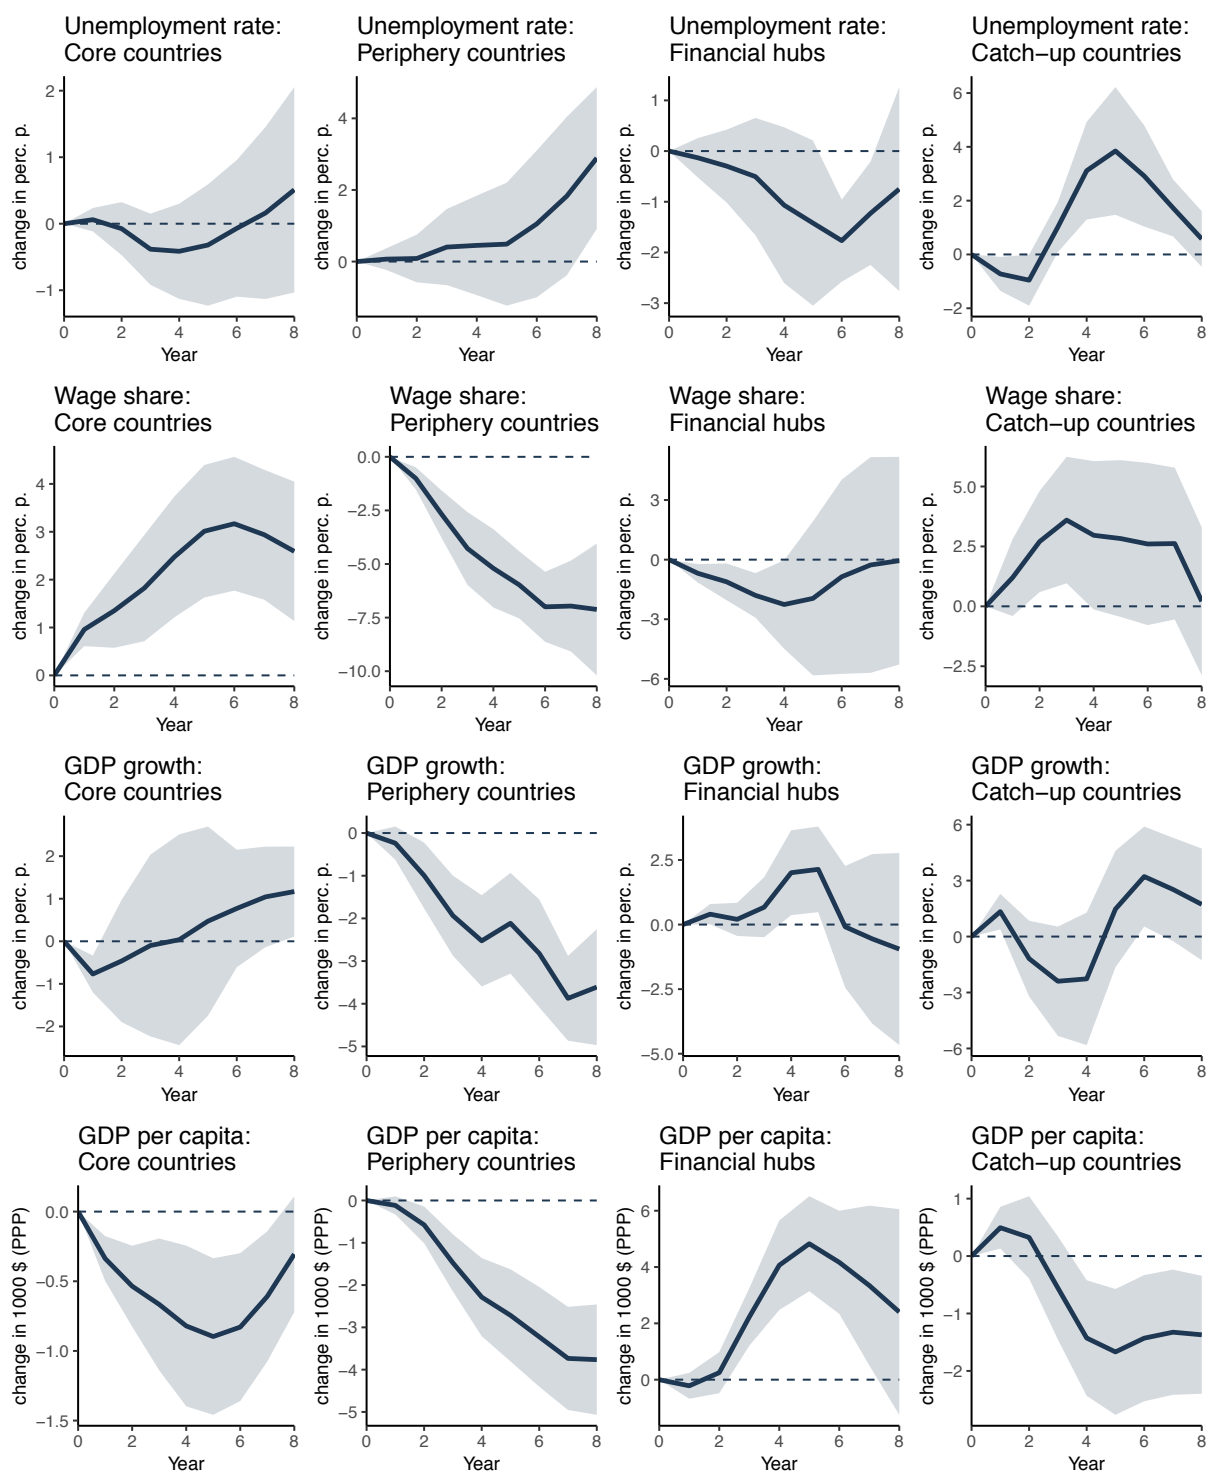 Unemployment rate:
Core countries
Unemployment rate:
Periphery countries
Unemployment rate:
Financial hubs
Unemployment rate:
Catch−up countries
change in perc. p.
2
1
0
−1
0 2 4 6 8
Year
change in perc. p.
4
2
0
0 2 4 6 8
Year
change in perc. p.
1
0
−1
−2
−3
0 2 4 6 8
Year
change in perc. p.
6
4
2
0
−2
0 2 4 6 8
Year
Wage share:
Core countries
Wage share:
Periphery countries
Wage share:
Financial hubs
Wage share:
Catch−up countries
change in perc. p.
4
3
2
1
0
0 2 4 6 8
Year
change in perc. p.
0.0
−2.5
−5.0
−7.5
−10.0
0 2 4 6 8
Year
change in perc. p.
3
0
−3
−6
0 2 4 6 8
Year
change in perc. p.
5.0
2.5
0.0
−2.5
0 2 4 6 8
Year
GDP growth:
Core countries
GDP growth:
Periphery countries
GDP growth:
Financial hubs
GDP growth:
Catch−up countries
change in perc. p.
2
1
0
−1
−2
0 2 4 6 8
Year
change in perc. p.
0
−1
−2
−3
−4
−5
0 2 4 6 8
Year
change in perc. p.
2.5
0.0
−2.5
−5.0
0 2 4 6 8
Year
change in perc. p.
6
3
0
−3
−6
0 2 4 6 8
Year
GDP per capita:
Core countries
GDP per capita:
Periphery countries
GDP per capita:
Financial hubs
GDP per capita:
Catch−up countries
change in 1000 $ (PPP)
0.0
−0.5
−1.0
−1.5
0 2 4 6 8
Year
change in 1000 $ (PPP)
0
−1
−2
−3
−4
−5
0 2 4 6 8
Year
change in 1000 $ (PPP)
6
4
2
0
0 2 4 6 8
Year
change in 1000 $ (PPP)
1
0
−1
−2
0 2 4 6 8
Year